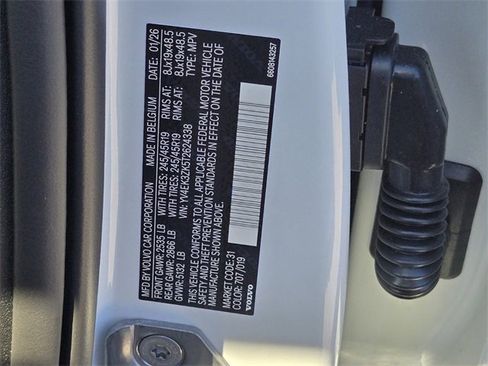 MFD BY VOLVO CAR CORPORATION MADE IN BELGIUM DATE: 01/26
FRONT GAWR: 2535 LB WITH TIRES: 245/45R19 RIMS AT: 8Jx19x48.5
REAR GAWR: 2866 LB WITH TIRES: 245/45R19 RIMS AT: 8Jx19x48.5
GVWR: 5132 LB VIN: YV4EK3ZK5T2624338 TYPE: MPV
THIS VEHICLE CONFORMS TO ALL APPLICABLE FEDERAL MOTOR VEHICLE
SAFETY AND THEFT PREVENTION STANDARDS IN EFFECT ON THE DATE OF
MANUFACTURE SHOWN ABOVE.
MARKET CODE: 31
COLOR: 707/019
VOLVO
6608143257